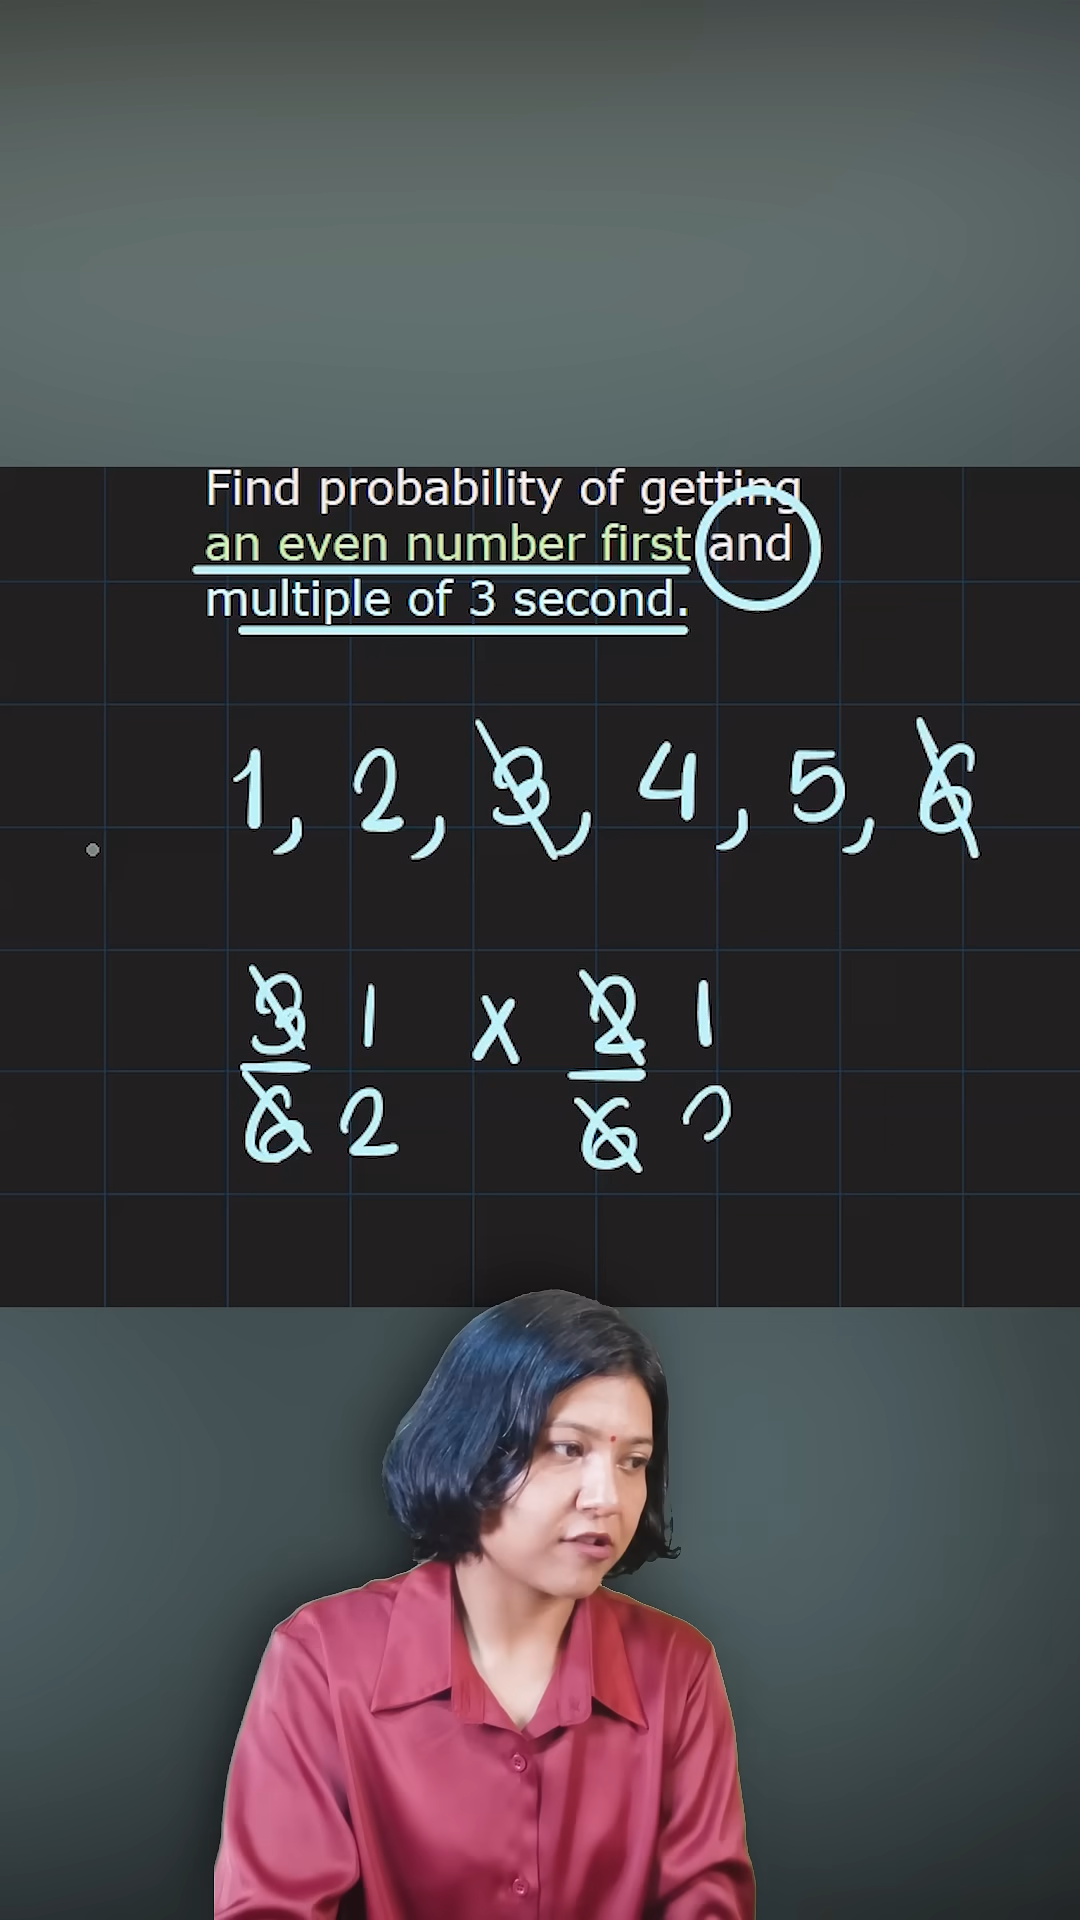 Find probability of getting
an even number first and
multiple of 3 second.
1, 2, 3, 4, 5, 6
3 1 x 2 1
6 2 6